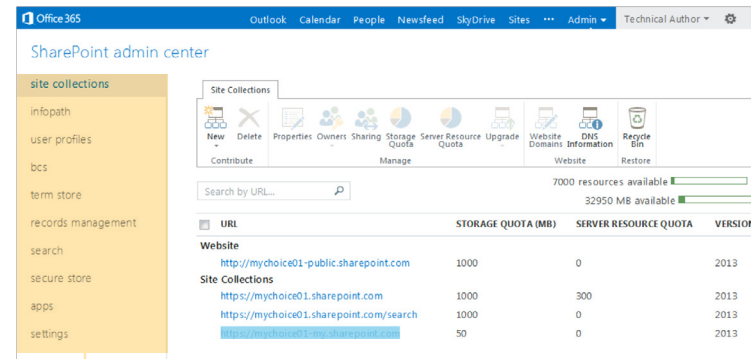 Office 365 Outlook Calendar People Newsfeed SkyDrive Sites ••• Admin Technical Author
SharePoint admin center
site collections
infopath
user profiles
bcs
term store
records management
search
secure store
apps
settings
Site Collections
New Delete Properties Owners Sharing Storage Quota Server Resource Quota Upgrade Website Domains DNS Information Recycle Bin
Contribute Manage Website Restore
Search by URL...
7000 resources available
32950 MB available
URL STORAGE QUOTA (MB) SERVER RESOURCE QUOTA VERSION
Website
http://mychoice01-public.sharepoint.com 1000 0 2013
Site Collections
https://mychoice01.sharepoint.com 1000 300 2013
https://mychoice01.sharepoint.com/search 1000 0 2013
https://mychoice01-my.sharepoint.com 50 0 2013